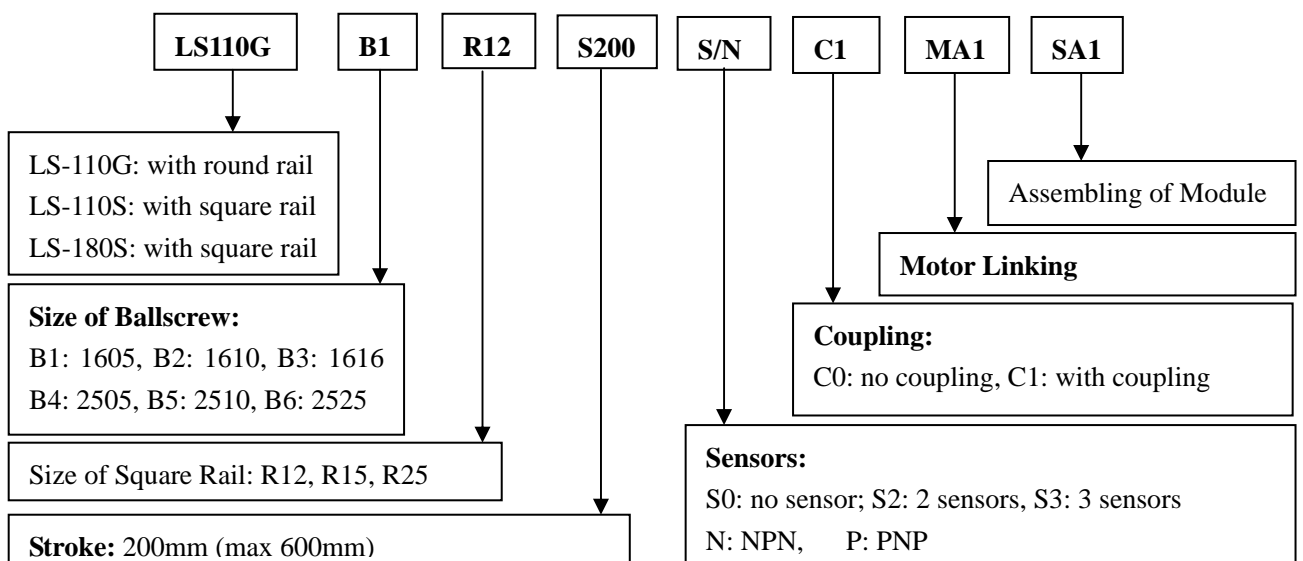 LS110G B1 R12 S200 S/N C1 MA1 SA1
LS-110G: with round rail
LS-110S: with square rail
LS-180S: with square rail
Assembling of Module
Motor Linking
Size of Ballscrew:
B1: 1605, B2: 1610, B3: 1616
B4: 2505, B5: 2510, B6: 2525
Coupling:
C0: no coupling, C1: with coupling
Size of Square Rail: R12, R15, R25
Sensors:
S0: no sensor; S2: 2 sensors, S3: 3 sensors
N: NPN, P: PNP
Stroke: 200mm (max 600mm)